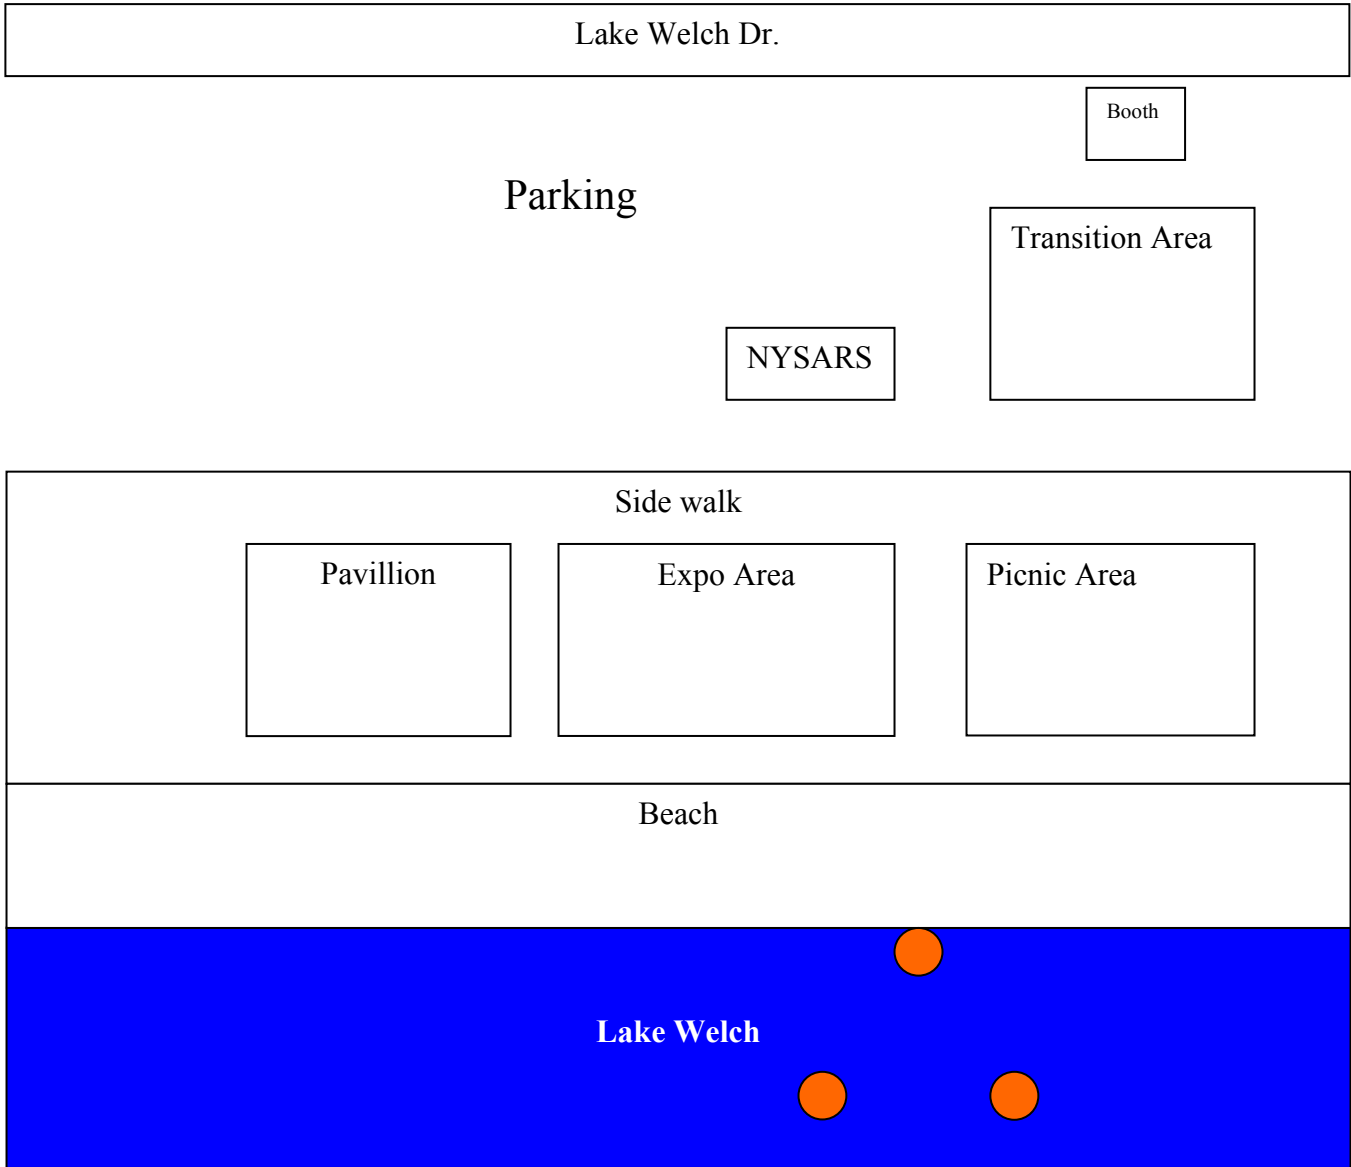 Lake Welch Dr.
Booth
Parking
Transition Area
NYSARS
Side walk
Pavillion
Expo Area
Picnic Area
Beach
Lake Welch